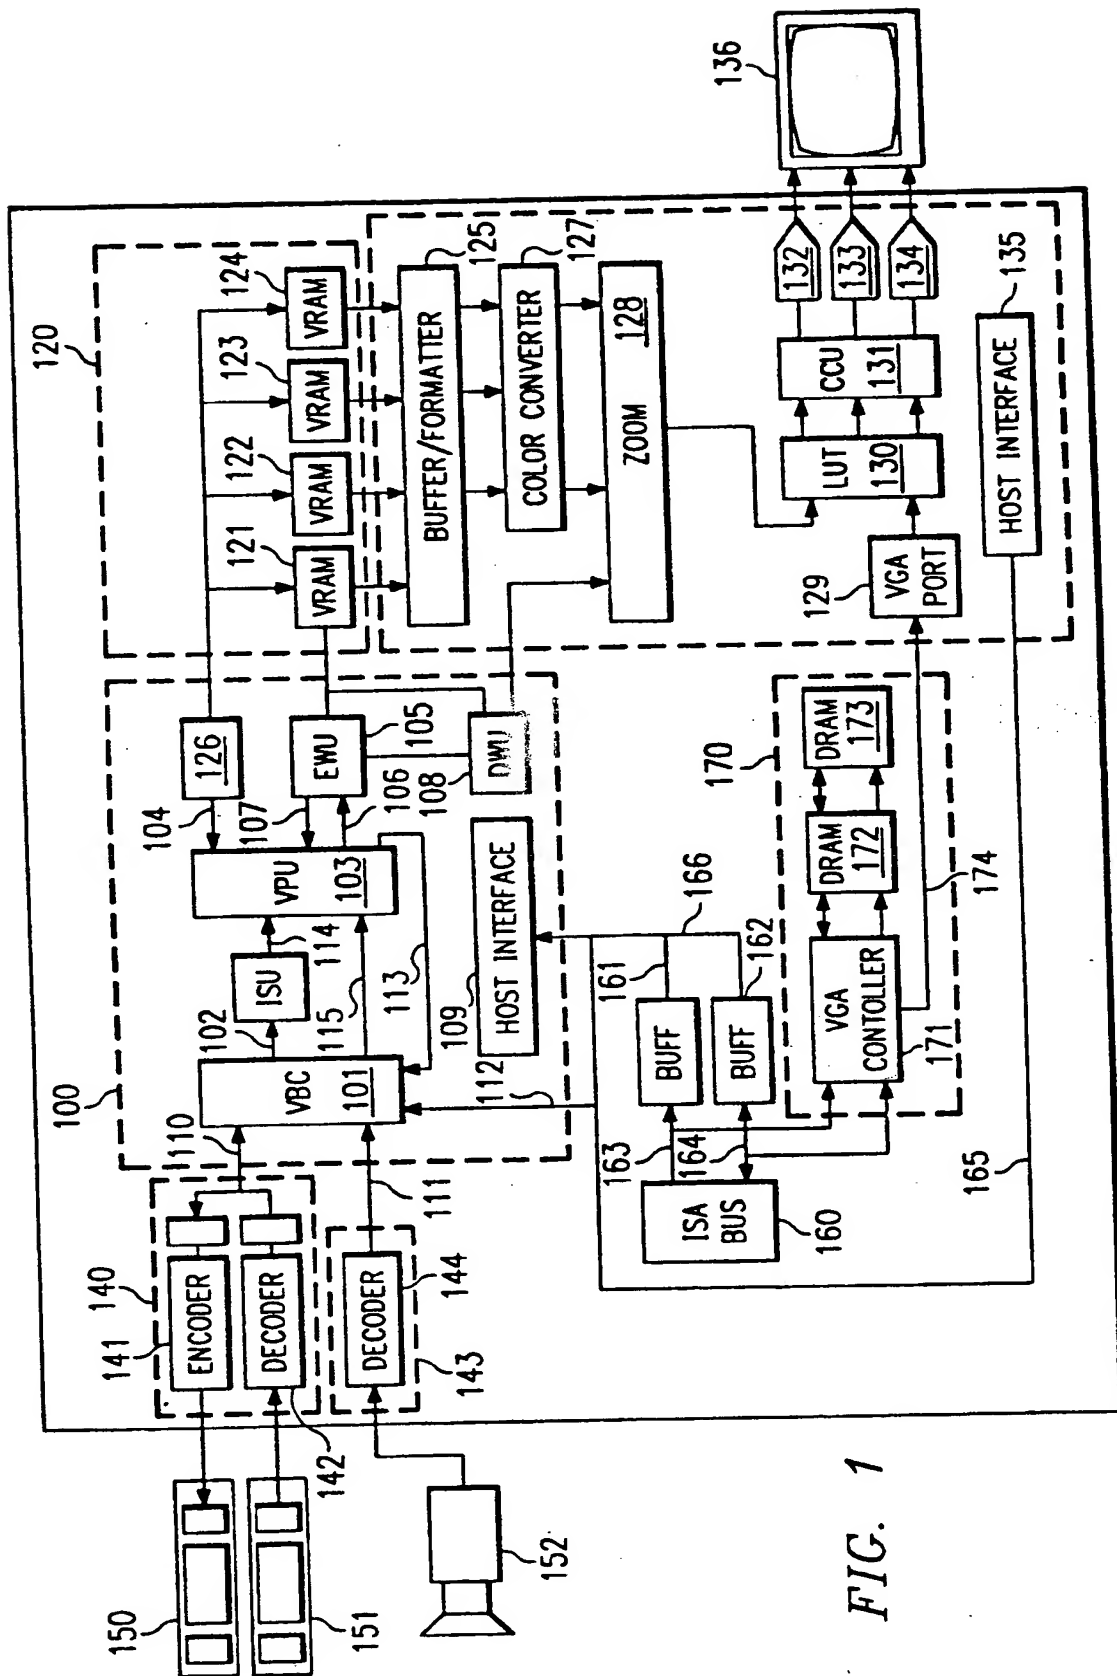 150
151
152
141
140
ENCODER
DECODER
142
DECODER
144
143
110
111
100
VBC
101
102
ISU
114
115
113
112
VPU
103
104
126
107
EWU
105
106
108
DWU
109
HOST INTERFACE
120
121
122
123
124
VRAM
VRAM
VRAM
VRAM
BUFFER/FORMATTER
125
COLOR CONVERTER
127
ZOOM
128
LUT
130
CCU
131
132
133
134
136
VGA
PORT
129
HOST INTERFACE
135
ISA
BUS
160
163
164
BUFF
BUFF
161
162
166
165
170
VGA
CONTOLLER
171
DRAM
172
DRAM
173
174
FIG. 1